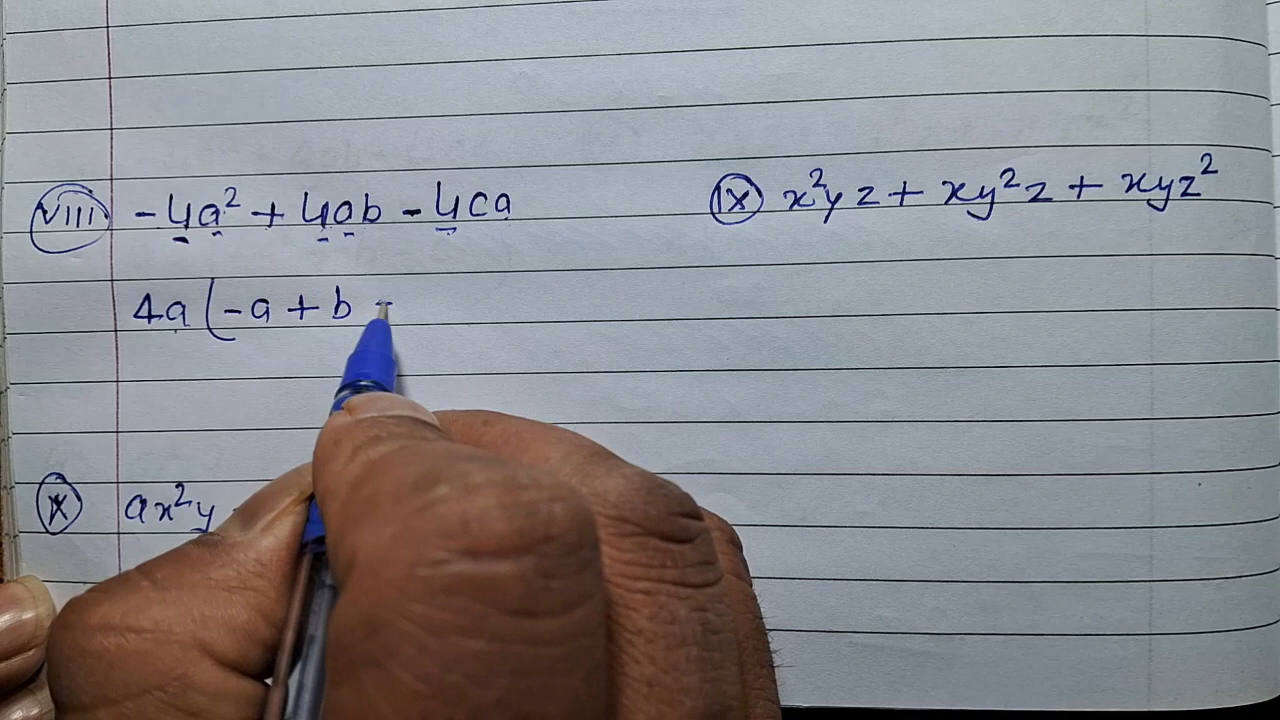 (VIII) -4a² + 4ab - 4ca
4a(-a + b -
(IX) x²yz + xy²z + xyz²
(X) ax²y